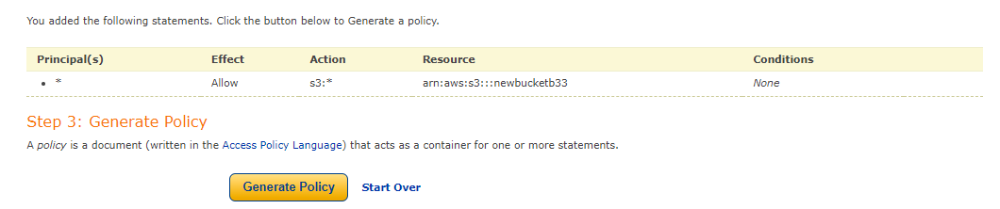 You added the following statements. Click the button below to Generate a policy.
Principal(s) Effect Action Resource Conditions
• * Allow s3:* arn:aws:s3:::newbucketb33 None
Step 3: Generate Policy
A policy is a document (written in the Access Policy Language) that acts as a container for one or more statements.
Generate Policy Start Over